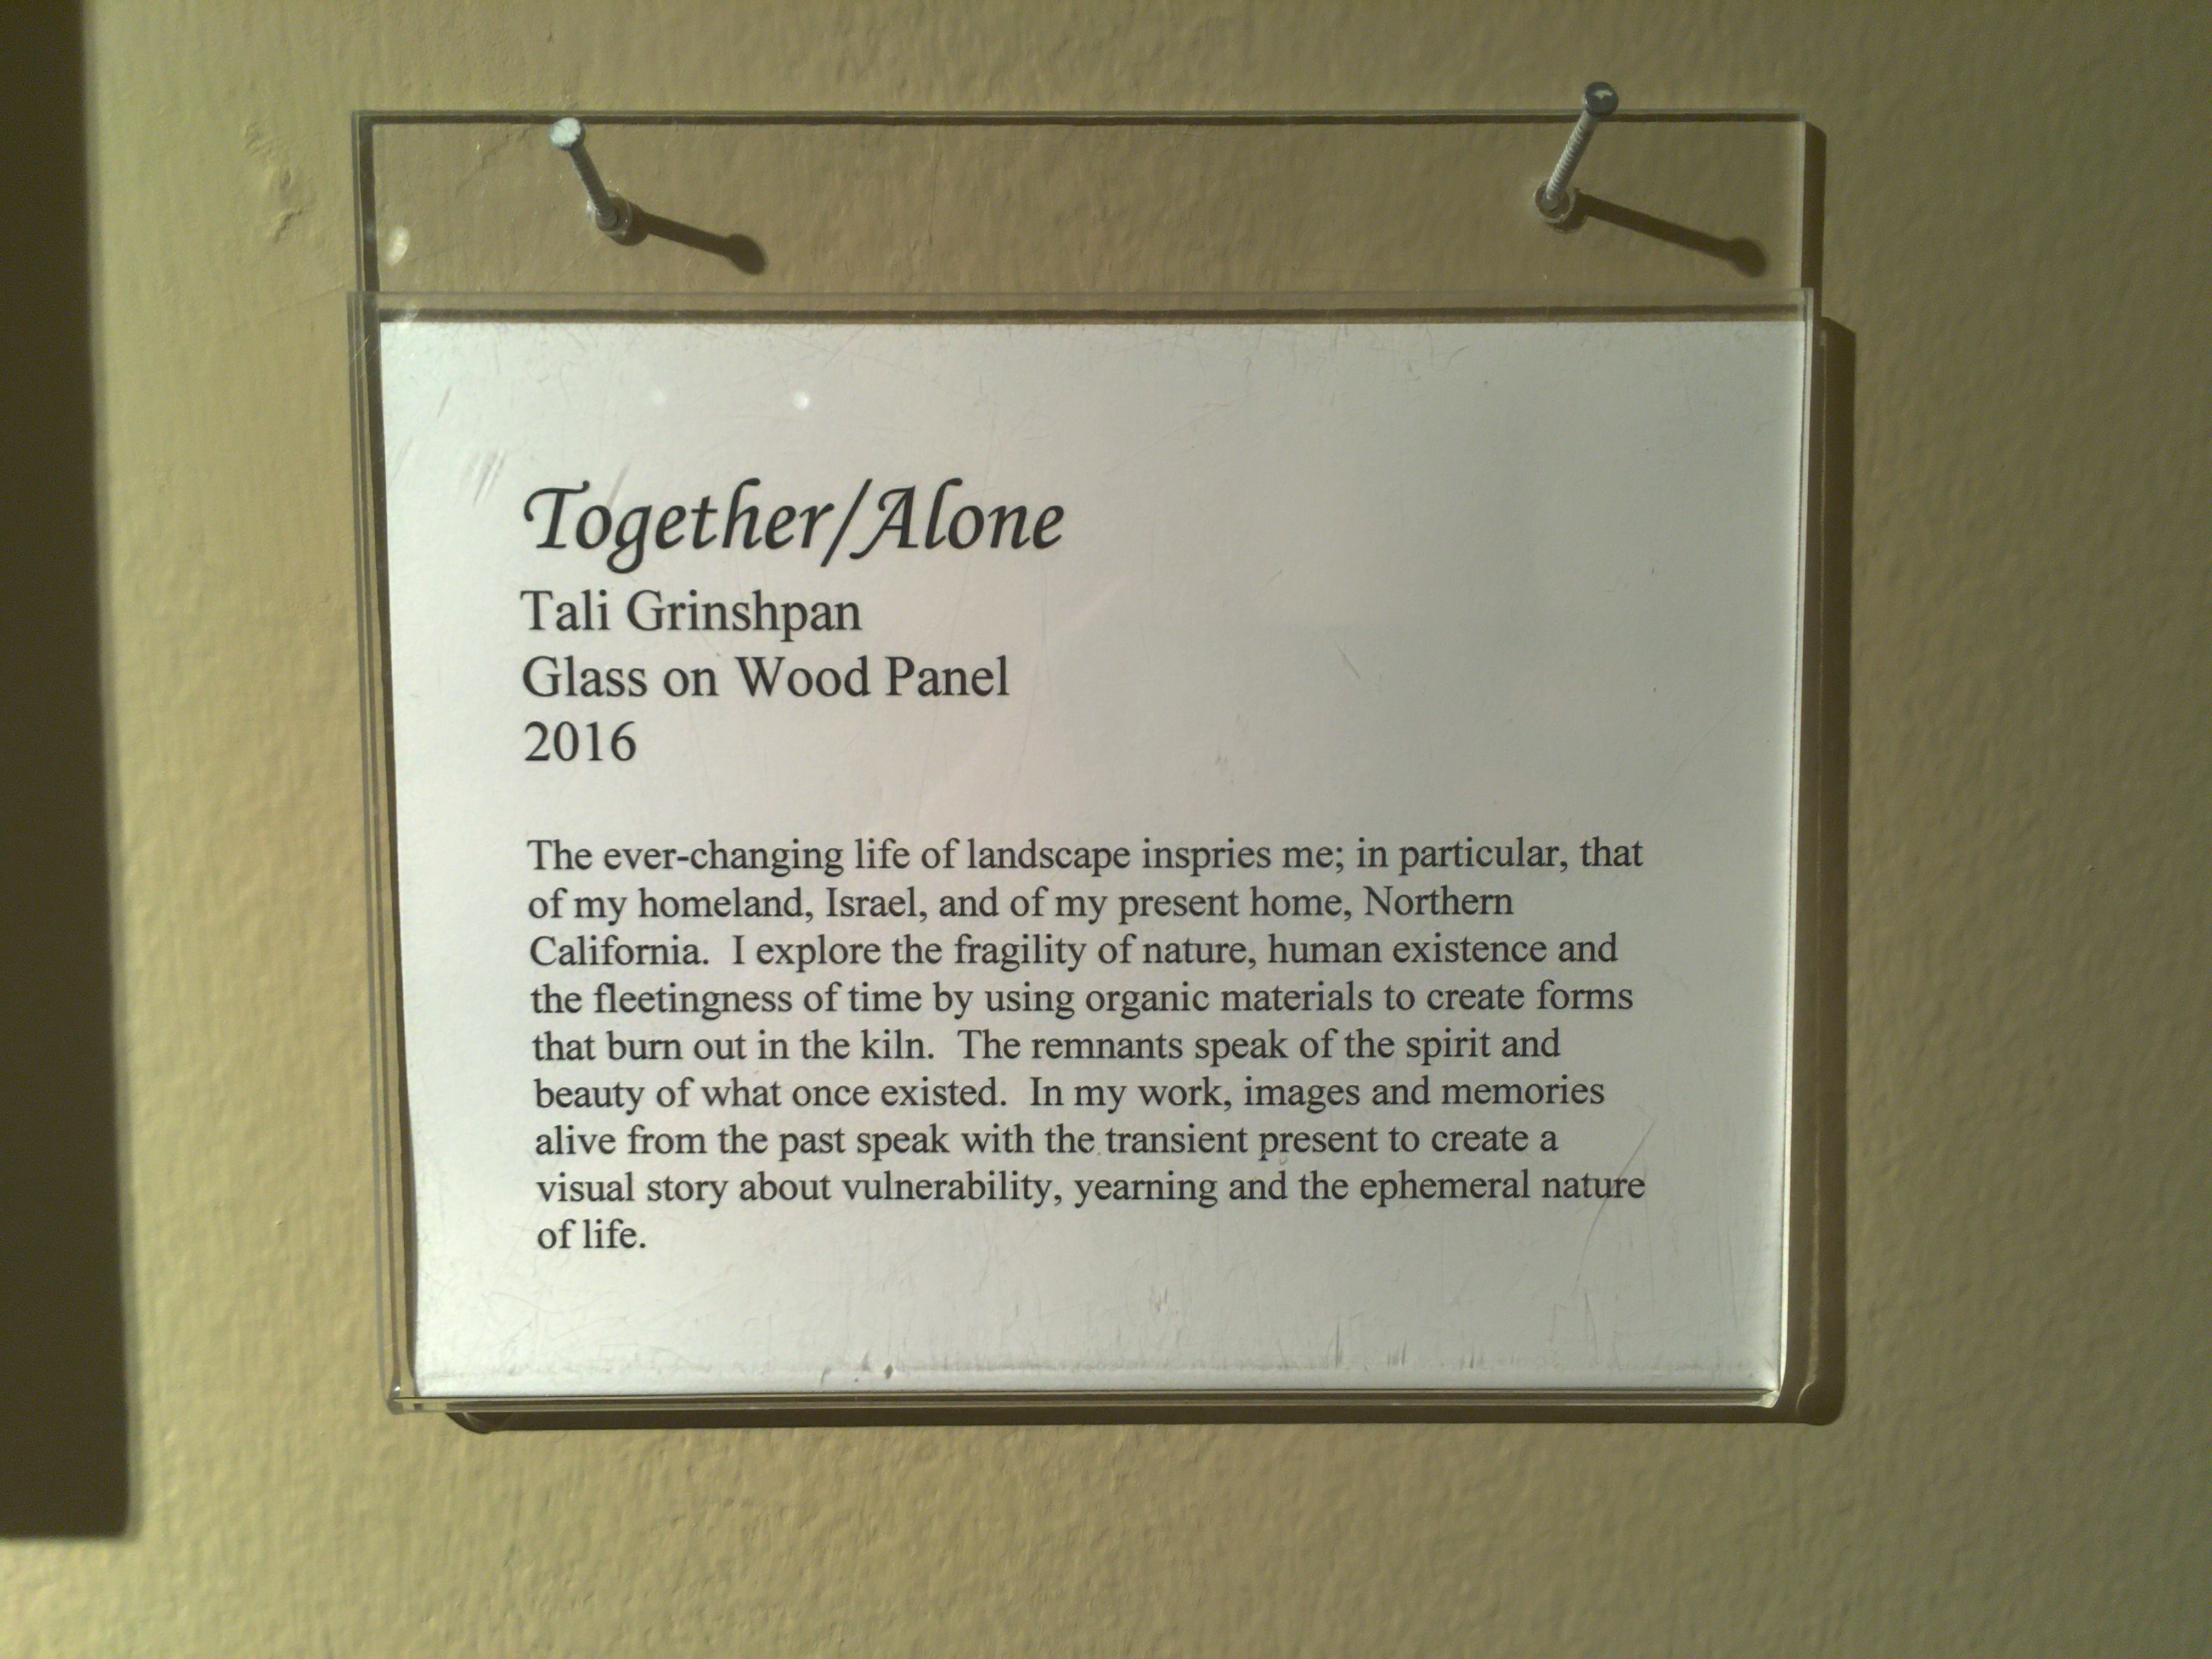 Together/Alone
Tali Grinshpan
Glass on Wood Panel
2016
The ever-changing life of landscape inspries me; in particular, that
of my homeland, Israel, and of my present home, Northern
California.  I explore the fragility of nature, human existence and
the fleetingness of time by using organic materials to create forms
that burn out in the kiln.  The remnants speak of the spirit and
beauty of what once existed.  In my work, images and memories
alive from the past speak with the transient present to create a
visual story about vulnerability, yearning and the ephemeral nature
of life.